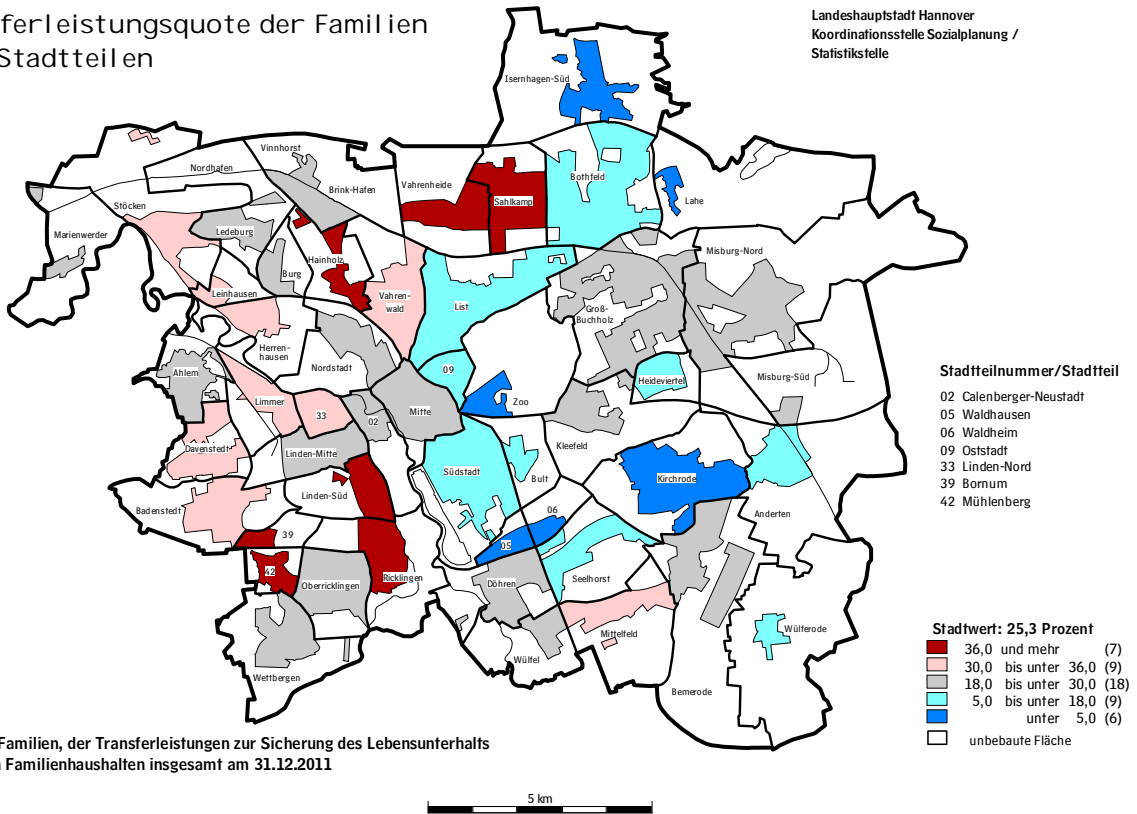 ferleistungsquote der Familien
Stadtteilen
Landeshauptstadt Hannover
Koordinationsstelle Sozialplanung /
Statistikstelle
Isernhagen-Süd
Vinnhorst
Nordhafen
Brink-Hafen
Vahrenheide
Sahlkamp
Bothfeld
Lahe
Stöcken
Marienwerder
Ledeburg
Burg
Hainholz
Misburg-Nord
Leinhausen
Vahren-
wald
List
Groß-
Buchholz
Herren-
hausen
Nordstadt
Ahlem
09
Heideviertel
Misburg-Süd
Limmer
33
02
Mitte
Zoo
Davenstedt
Linden-Mitte
Kleefeld
Südstadt
Bult
Kirchrode
Linden-Süd
Badenstedt
06
Anderten
39
05
42
Oberricklingen
Ricklingen
Döhren
Seelhorst
Mittelfeld
Wülferode
Wülfel
Wettbergen
Bemerode
Stadtteilnummer/Stadtteil
02 Calenberger-Neustadt
05 Waldhausen
06 Waldheim
09 Oststadt
33 Linden-Nord
39 Bornum
42 Mühlenberg
Stadtwert: 25,3 Prozent
36,0 und mehr (7)
30,0 bis unter 36,0 (9)
18,0 bis unter 30,0 (18)
5,0 bis unter 18,0 (9)
unter 5,0 (6)
unbebaute Fläche
Familien, der Transferleistungen zur Sicherung des Lebensunterhalts
Familienhaushalten insgesamt am 31.12.2011
5 km